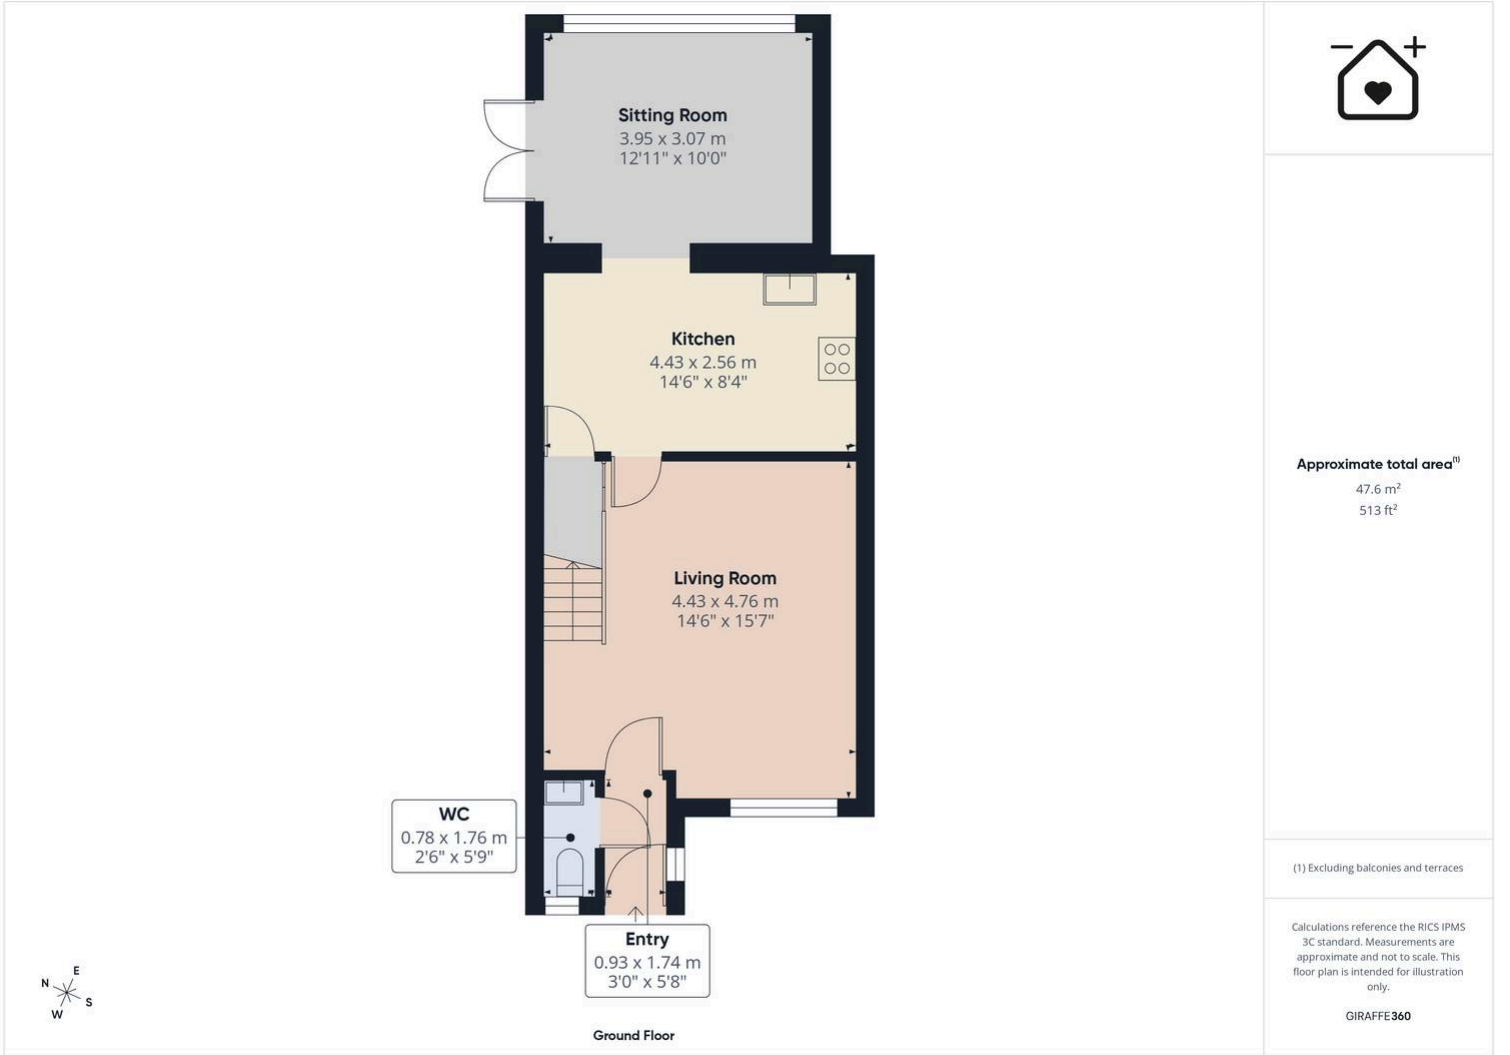 Sitting Room
3.95 x 3.07 m
12'11" x 10'0"
Kitchen
4.43 x 2.56 m
14'6" x 8'4"
Living Room
4.43 x 4.76 m
14'6" x 15'7"
WC
0.78 x 1.76 m
2'6" x 5'9"
Entry
0.93 x 1.74 m
3'0" x 5'8"
N E S W
Ground Floor
Approximate total area(1)
47.6 m²
513 ft²
(1) Excluding balconies and terraces
Calculations reference the RICS IPMS
3C standard. Measurements are
approximate and not to scale. This
floor plan is intended for illustration
only.
GIRAFFE360